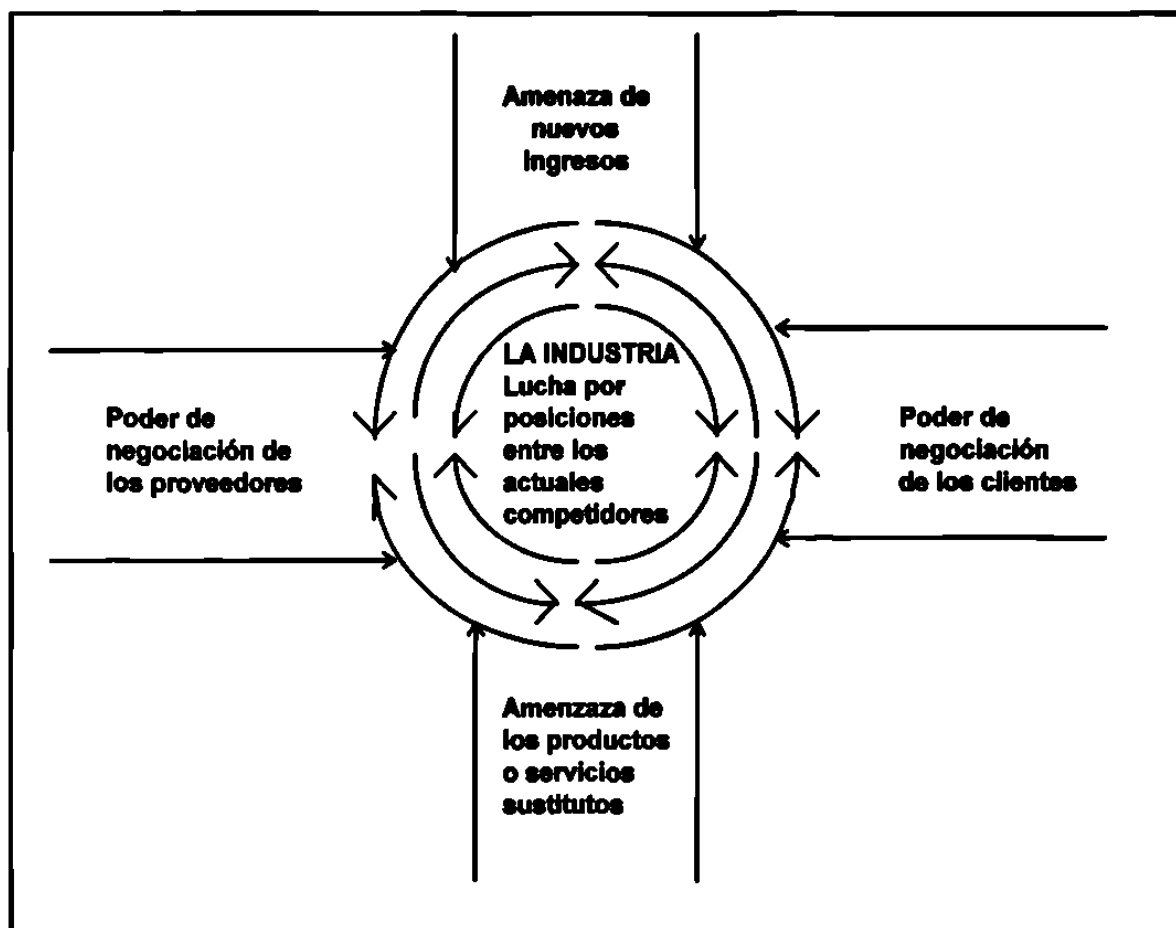 Amenaza de
nuevos
ingresos
LA INDUSTRIA
Lucha por
posiciones
entre los
actuales
competidores
Poder de
negociación de
los proveedores
Poder de
negociación
de los clientes
Amenzaza de
los productos
o servicios
sustitutos